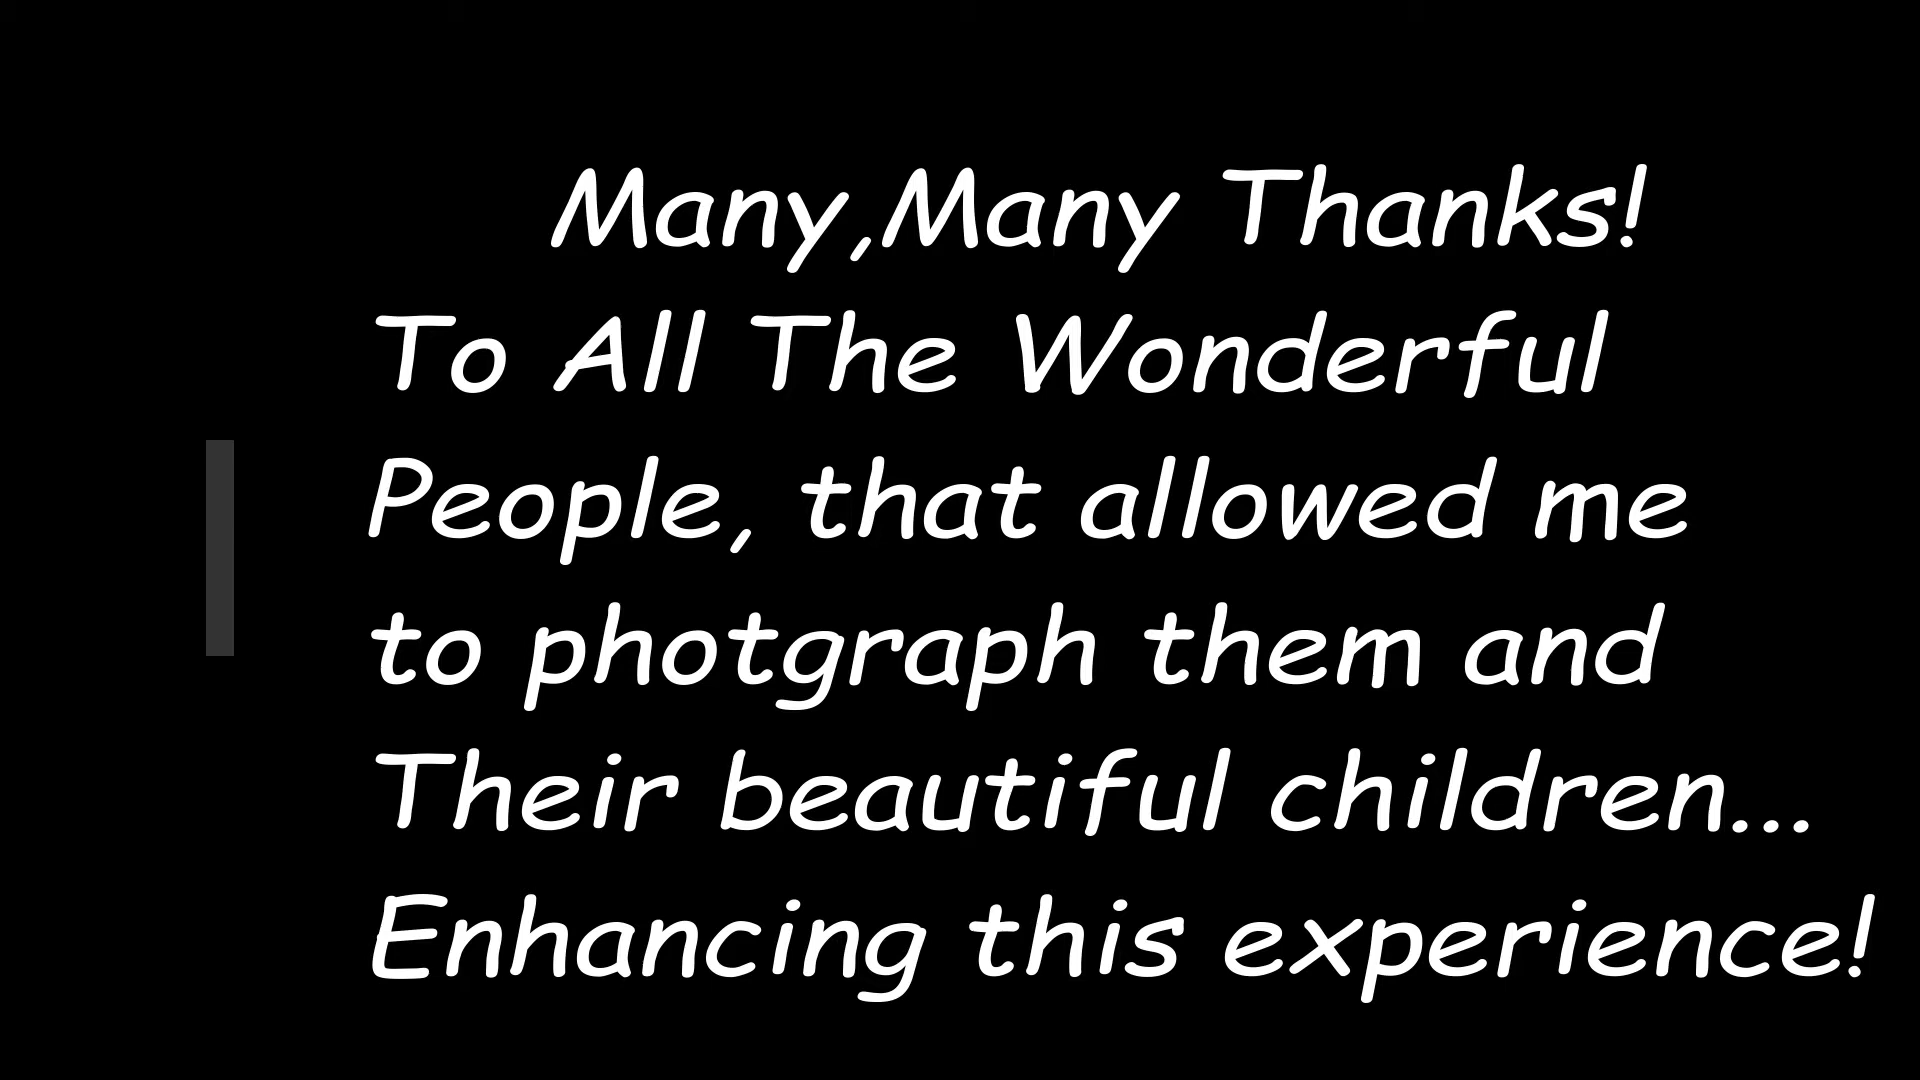 Many,Many Thanks!
To All The Wonderful
People, that allowed me
to photgraph them and
Their beautiful children...
Enhancing this experience!